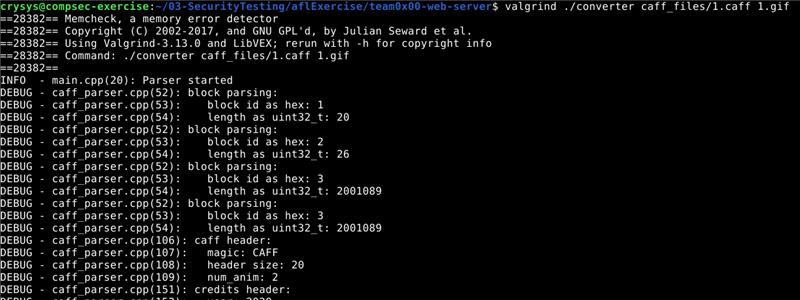 crysys@compsec-exercise:~/03-SecurityTesting/aflExercise/team0x00-web-server$ valgrind ./converter caff_files/1.caff 1.gif
==28382== Memcheck, a memory error detector
==28382== Copyright (C) 2002-2017, and GNU GPL'd, by Julian Seward et al.
==28382== Using Valgrind-3.13.0 and LibVEX; rerun with -h for copyright info
==28382== Command: ./converter caff_files/1.caff 1.gif
==28382==
INFO  - main.cpp(20): Parser started
DEBUG - caff_parser.cpp(52): block parsing:
DEBUG - caff_parser.cpp(53):   block id as hex: 1
DEBUG - caff_parser.cpp(54):   length as uint32_t: 20
DEBUG - caff_parser.cpp(52): block parsing:
DEBUG - caff_parser.cpp(53):   block id as hex: 2
DEBUG - caff_parser.cpp(54):   length as uint32_t: 26
DEBUG - caff_parser.cpp(52): block parsing:
DEBUG - caff_parser.cpp(53):   block id as hex: 3
DEBUG - caff_parser.cpp(54):   length as uint32_t: 2001089
DEBUG - caff_parser.cpp(52): block parsing:
DEBUG - caff_parser.cpp(53):   block id as hex: 3
DEBUG - caff_parser.cpp(54):   length as uint32_t: 2001089
DEBUG - caff_parser.cpp(106): caff header:
DEBUG - caff_parser.cpp(107):   magic: CAFF
DEBUG - caff_parser.cpp(108):   header size: 20
DEBUG - caff_parser.cpp(109):   num_anim: 2
DEBUG - caff_parser.cpp(151): credits header: